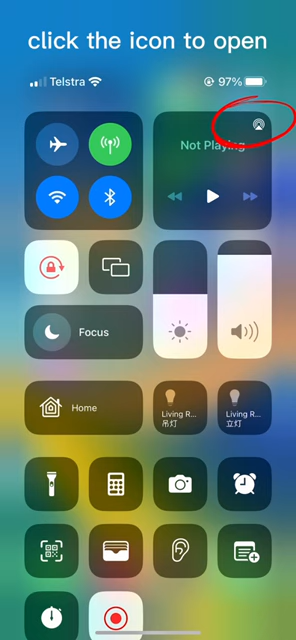 click the icon to open
Telstra 97%
Not Playing
Focus
Home
Living R...
吊灯
Living R...
立灯